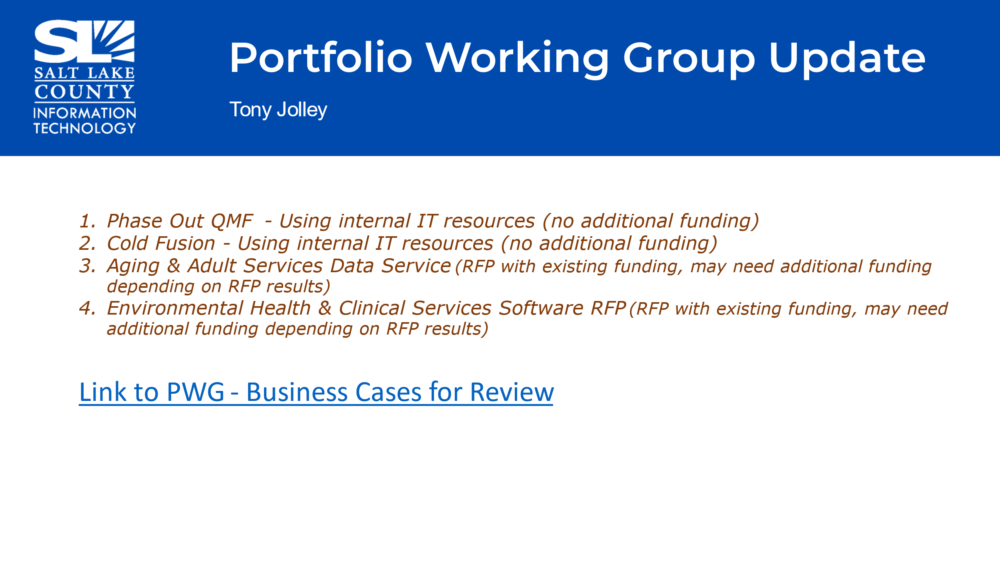 SL
SALT LAKE
COUNTY
INFORMATION
TECHNOLOGY
Portfolio Working Group Update
Tony Jolley
1. Phase Out QMF - Using internal IT resources (no additional funding)
2. Cold Fusion - Using internal IT resources (no additional funding)
3. Aging & Adult Services Data Service (RFP with existing funding, may need additional funding
depending on RFP results)
4. Environmental Health & Clinical Services Software RFP (RFP with existing funding, may need
additional funding depending on RFP results)
Link to PWG - Business Cases for Review